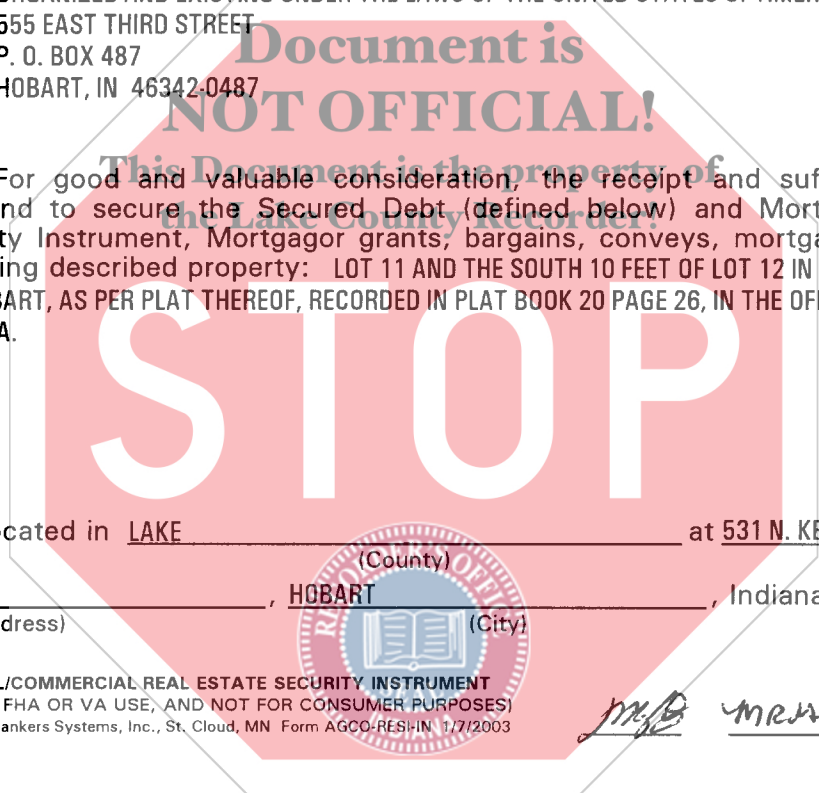 555 EAST THIRD STREET
P. O. BOX 487
HOBART, IN 46342-0487
Document is
NOT OFFICIAL!
This Document is the property of
the Lake County Recorder!
For good and valuable consideration, the receipt and suf
nd to secure the Secured Debt (defined below) and Mort
ty Instrument, Mortgagor grants, bargains, conveys, mortga
ing described property: LOT 11 AND THE SOUTH 10 FEET OF LOT 12 IN
BART, AS PER PLAT THEREOF, RECORDED IN PLAT BOOK 20 PAGE 26, IN THE OF
A.
STOP
cated in LAKE at 531 N. KE
(County)
, HOBART , Indiana
dress) (City)
RECORDER'S OFFICE
SEAL
INDIANA
L/COMMERCIAL REAL ESTATE SECURITY INSTRUMENT
FHA OR VA USE, AND NOT FOR CONSUMER PURPOSES)
ankers Systems, Inc., St. Cloud, MN Form AGCO-RESI-IN 1/7/2003